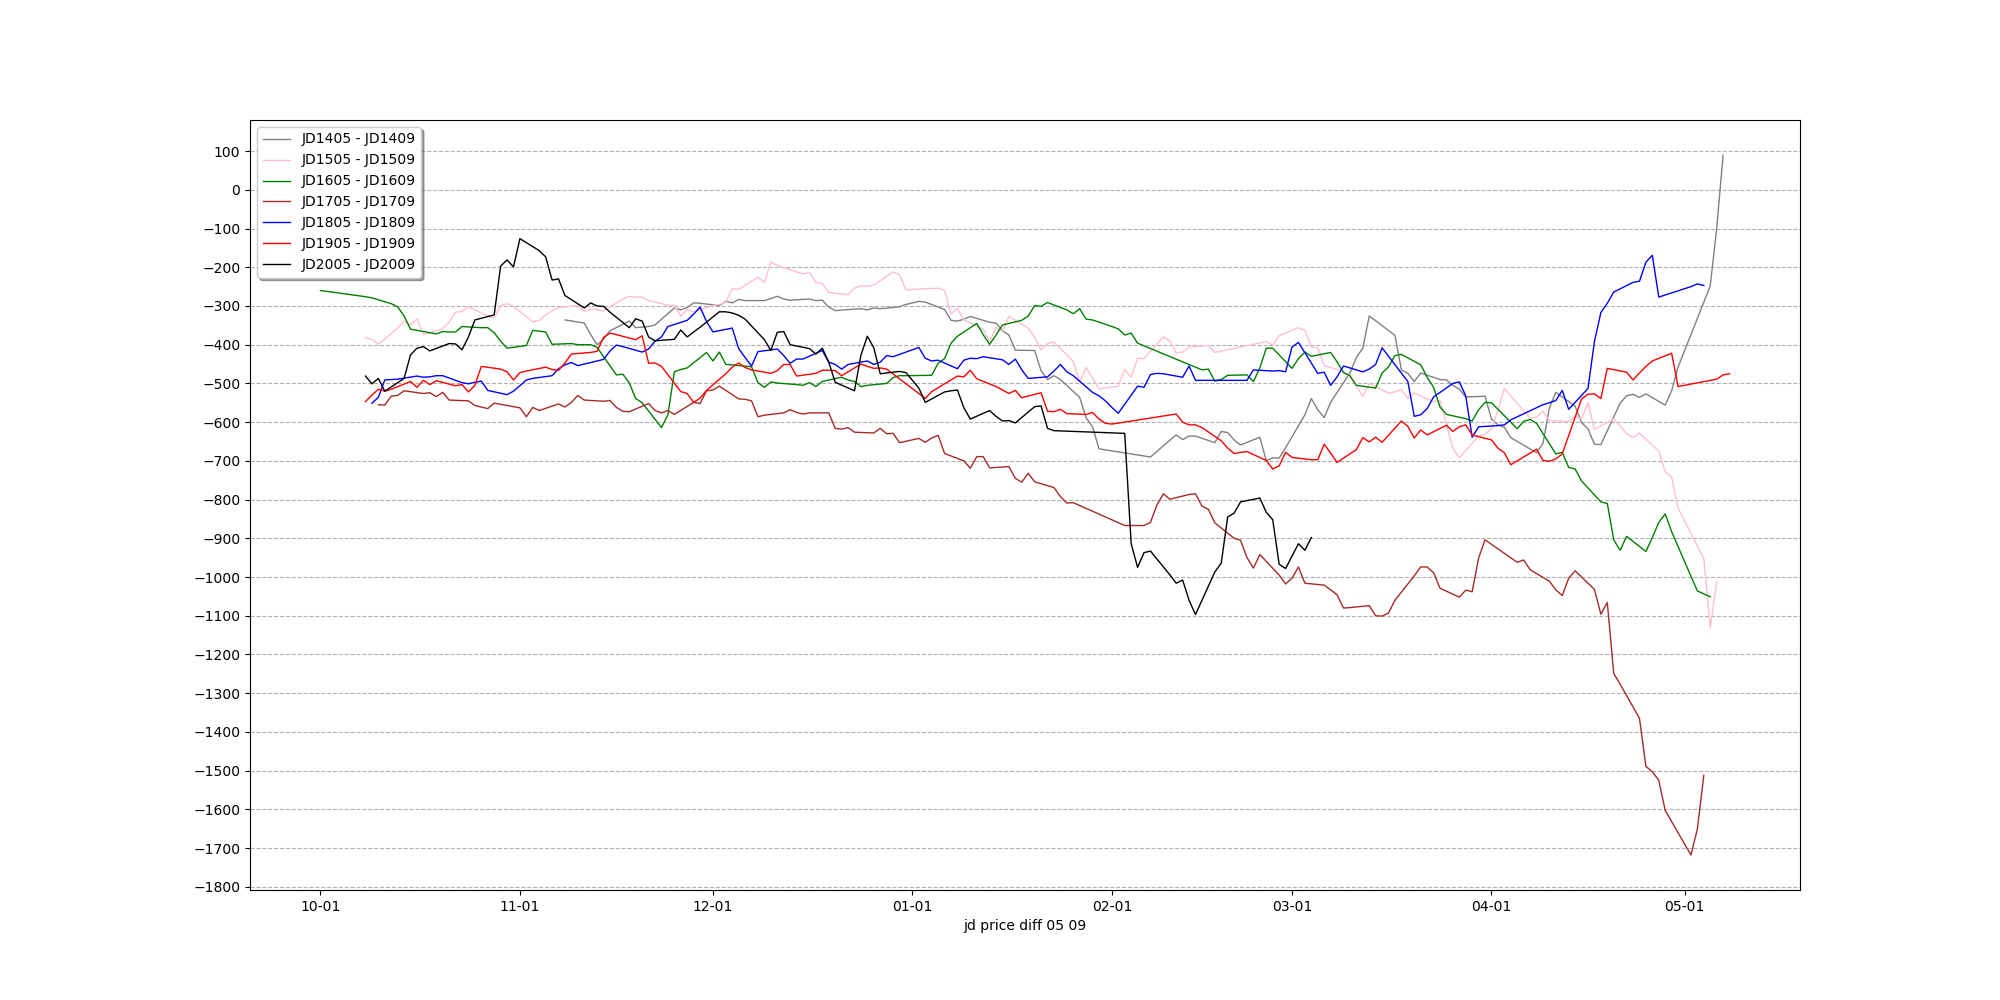 JD1405 - JD1409
JD1505 - JD1509
JD1605 - JD1609
JD1705 - JD1709
JD1805 - JD1809
JD1905 - JD1909
JD2005 - JD2009
100
0
−100
−200
−300
−400
−500
−600
−700
−800
−900
−1000
−1100
−1200
−1300
−1400
−1500
−1600
−1700
−1800
10-01 11-01 12-01 01-01 02-01 03-01 04-01 05-01
jd price diff 05 09